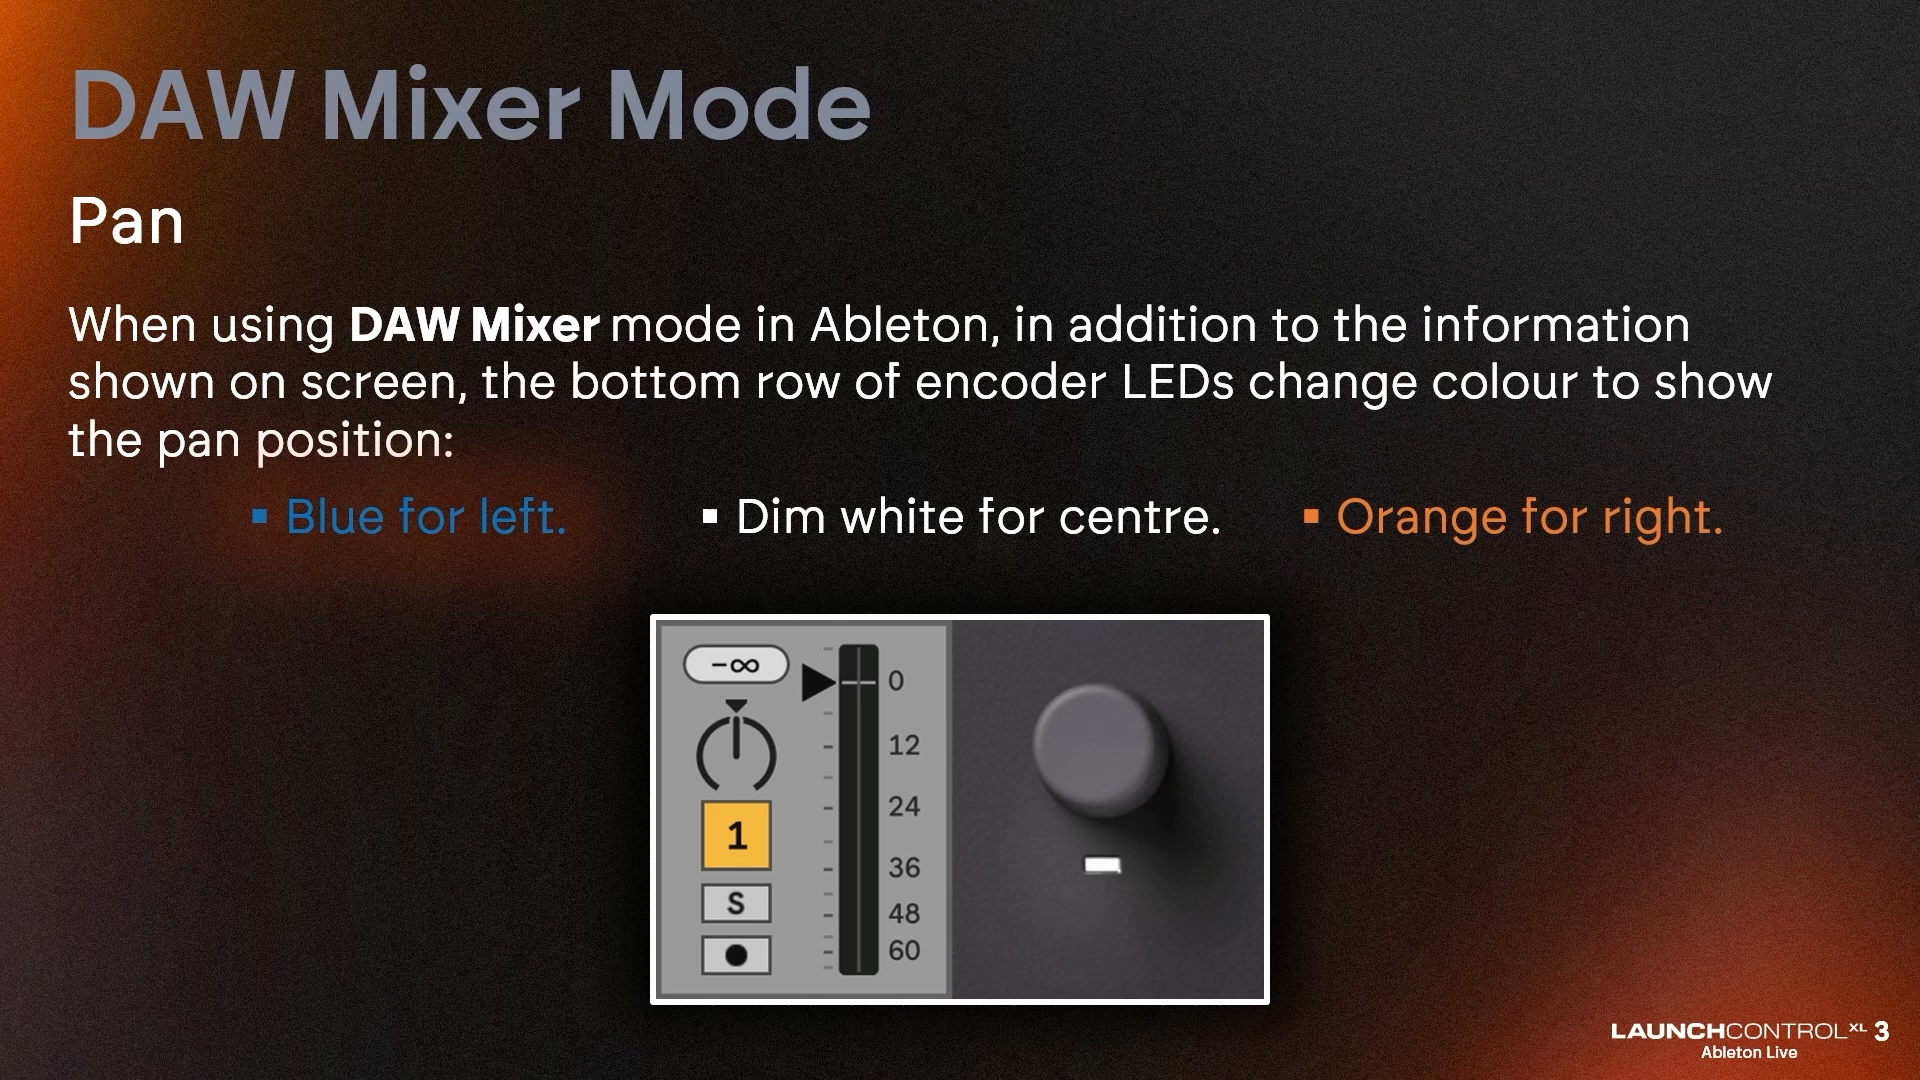 DAW Mixer Mode
Pan
When using DAW Mixer mode in Ableton, in addition to the information
shown on screen, the bottom row of encoder LEDs change colour to show
the pan position:
▪ Blue for left. ▪ Dim white for centre. ▪ Orange for right.
-∞
0
12
24
1
36
S
48
60
LAUNCHCONTROL XL 3
Ableton Live